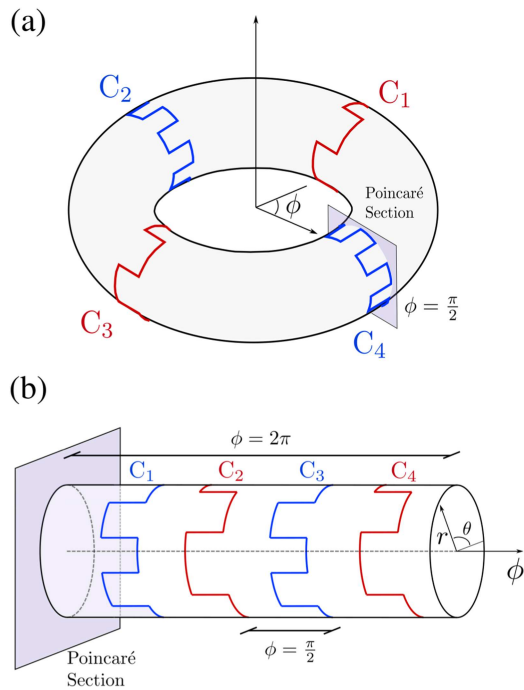 (a)
C₂
C₁
Poincaré
Section
ϕ
ϕ = π/2
C₃
C₄
(b)
ϕ = 2π
C₁ C₂ C₃ C₄
r θ
ϕ
ϕ = π/2
Poincaré
Section